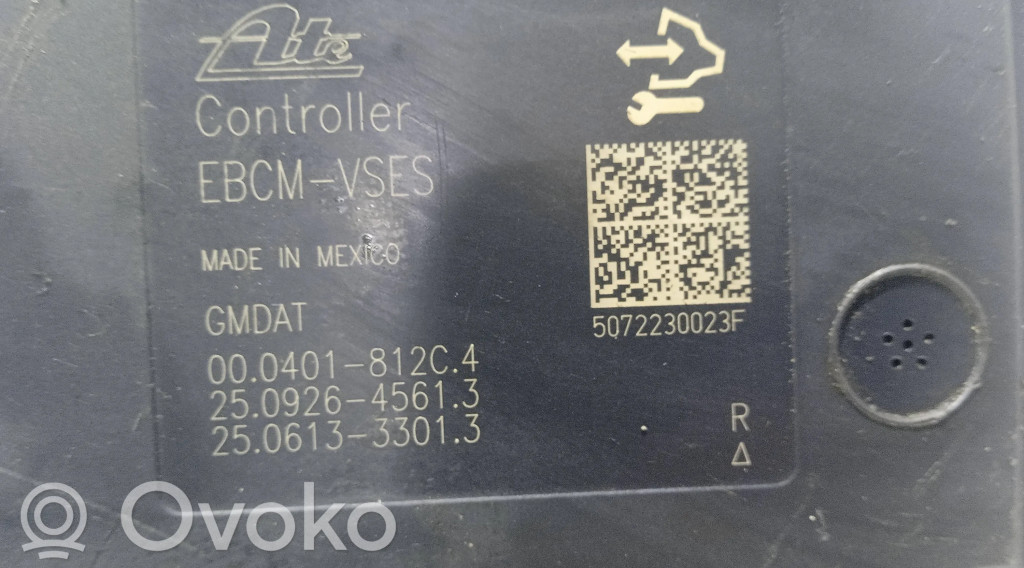 Ate
Controller
EBCM-VSES
MADE IN MEXICO
GMDAT
00.0401-812C.4
25.0926-4561.3
25.0613-3301.3
5072230023F
R
Ovoko